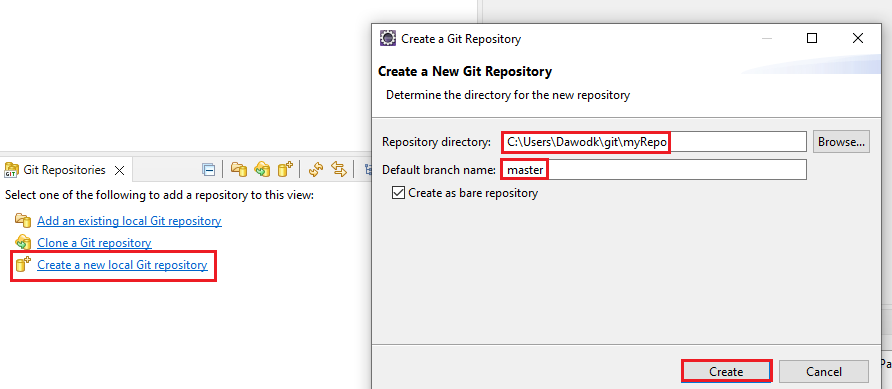 Create a Git Repository
Create a New Git Repository
Determine the directory for the new repository
Repository directory: C:\Users\Dawodk\git\myRepo Browse...
Default branch name: master
Create as bare repository
Create Cancel
GIT
Git Repositories
Select one of the following to add a repository to this view:
Add an existing local Git repository
Clone a Git repository
Create a new local Git repository
Pa